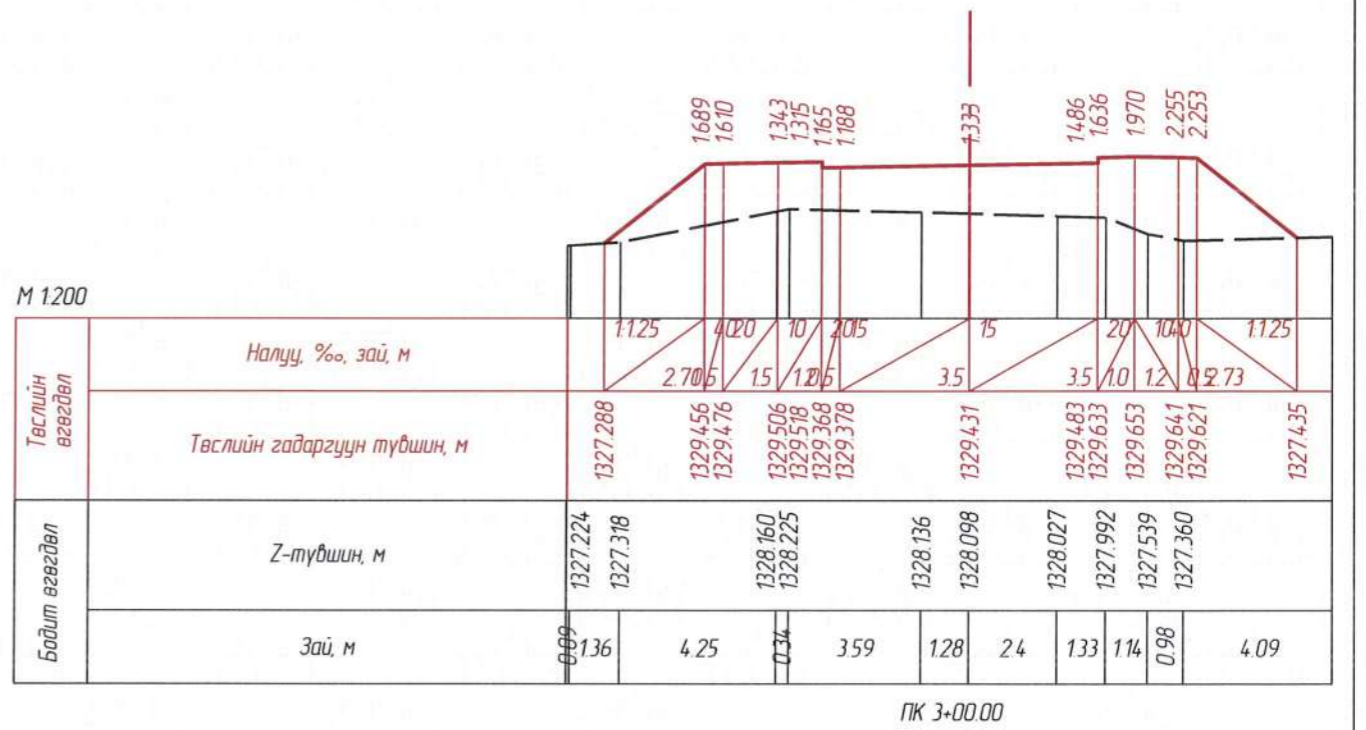 1.689 1.610 1.343 1.315 1.165 1.188 1.333 1.486 1.636 1.970 2.255 2.253
М 1:200
Төслийн өгөгдөл
Налуу, ‰, зай, м
1:1.25 40 20 10 20 15 15 20 10 40 1:1.25
2.70 0.5 1.5 1.2 0.5 3.5 3.5 1.0 1.2 0.5 2.73
Төслийн гадаргуун түвшин, м
1327.288 1329.456 1329.476 1329.506 1329.518 1329.368 1329.378 1329.431 1329.483 1329.633 1329.653 1329.641 1329.621 1327.435
Бодит өгөгдөл
Z-түвшин, м
1327.224 1327.318 1328.160 1328.225 1328.136 1328.098 1328.027 1327.992 1327.539 1327.360
Зай, м
0.09 1.36 4.25 0.34 3.59 1.28 2.4 1.33 1.14 0.98 4.09
ПК 3+00.00